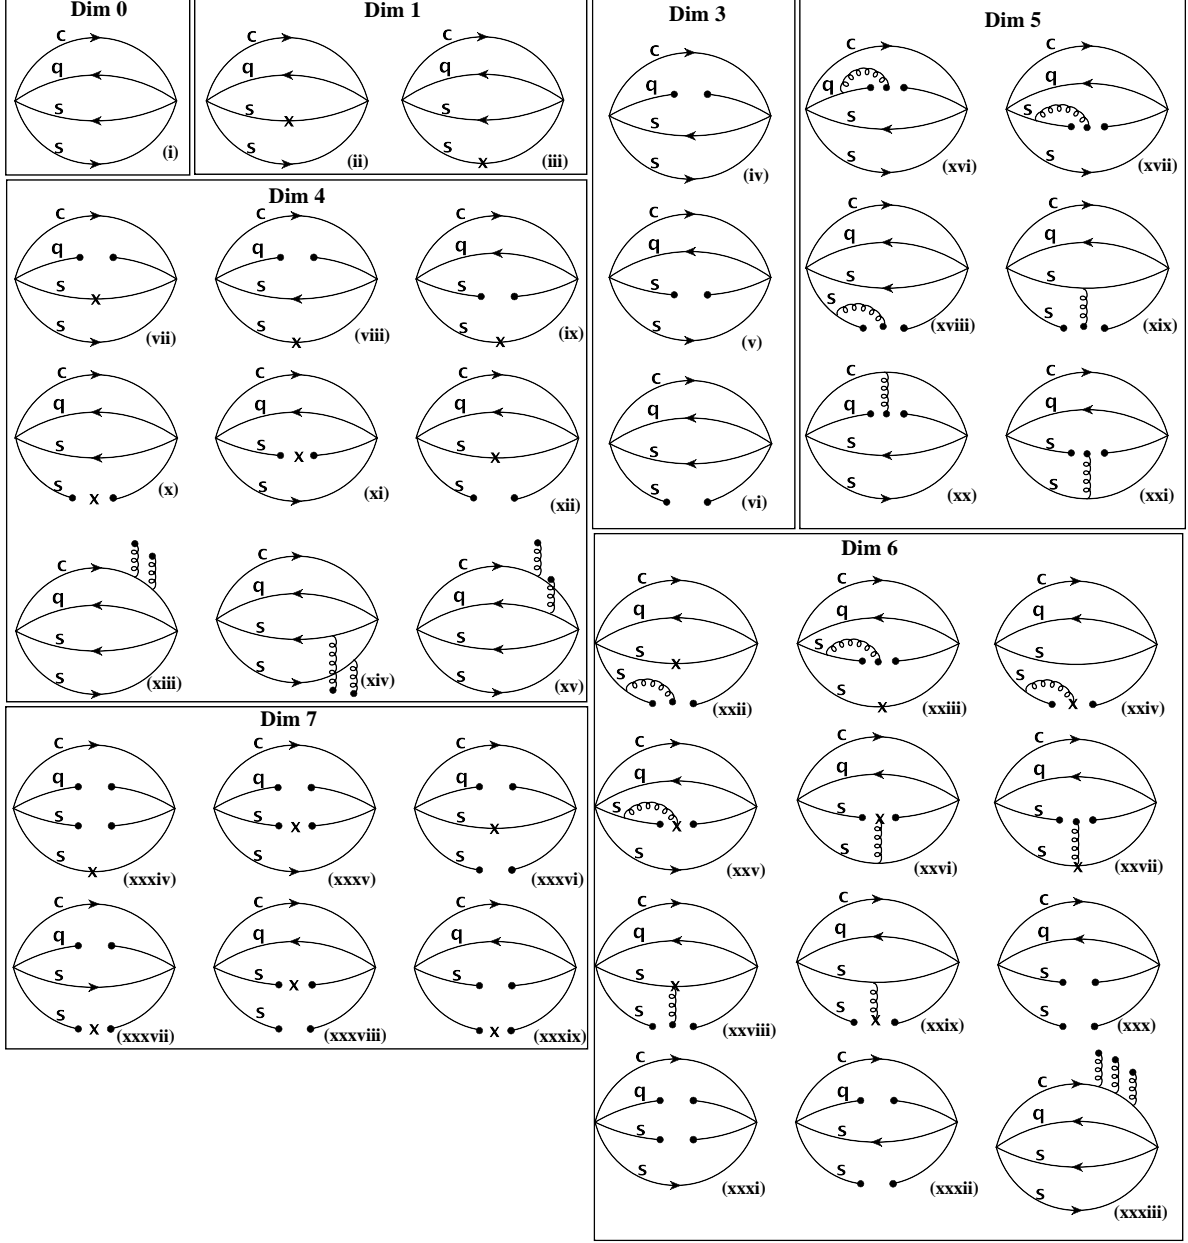 Dim 0
c
q
s
s
(i)
Dim 1
c
q
s
x
s
(ii)
c
q
s
s
x
(iii)
Dim 3
c
q
s
s
(iv)
c
q
s
s
(v)
c
q
s
s
(vi)
Dim 4
c
q
s
x
s
(vii)
c
q
s
s
x
(viii)
c
q
s
s
x
(ix)
c
q
s
s
x
(x)
c
q
s
x
s
(xi)
c
q
s
x
s
(xii)
c
q
s
s
(xiii)
c
q
s
s
(xiv)
c
q
s
s
(xv)
Dim 5
c
q
s
s
(xvi)
c
q
s
s
(xvii)
c
q
s
s
(xviii)
c
q
s
s
(xix)
c
q
s
s
(xx)
c
q
s
s
(xxi)
Dim 6
c
q
s
x
s
(xxii)
c
q
s
s
x
(xxiii)
c
q
s
s
x
(xxiv)
c
q
s
x
s
(xxv)
c
q
s
x
s
(xxvi)
c
q
s
s
x
(xxvii)
c
q
s
x
s
(xxviii)
c
q
s
s
x
(xxix)
c
q
s
s
(xxx)
c
q
s
s
(xxxi)
c
q
s
s
(xxxii)
c
q
s
s
(xxxiii)
Dim 7
c
q
s
s
x
(xxxiv)
c
q
s
x
s
(xxxv)
c
q
s
x
s
(xxxvi)
c
q
s
s
x
(xxxvii)
c
q
s
x
s
(xxxviii)
c
q
s
s
x
(xxxix)